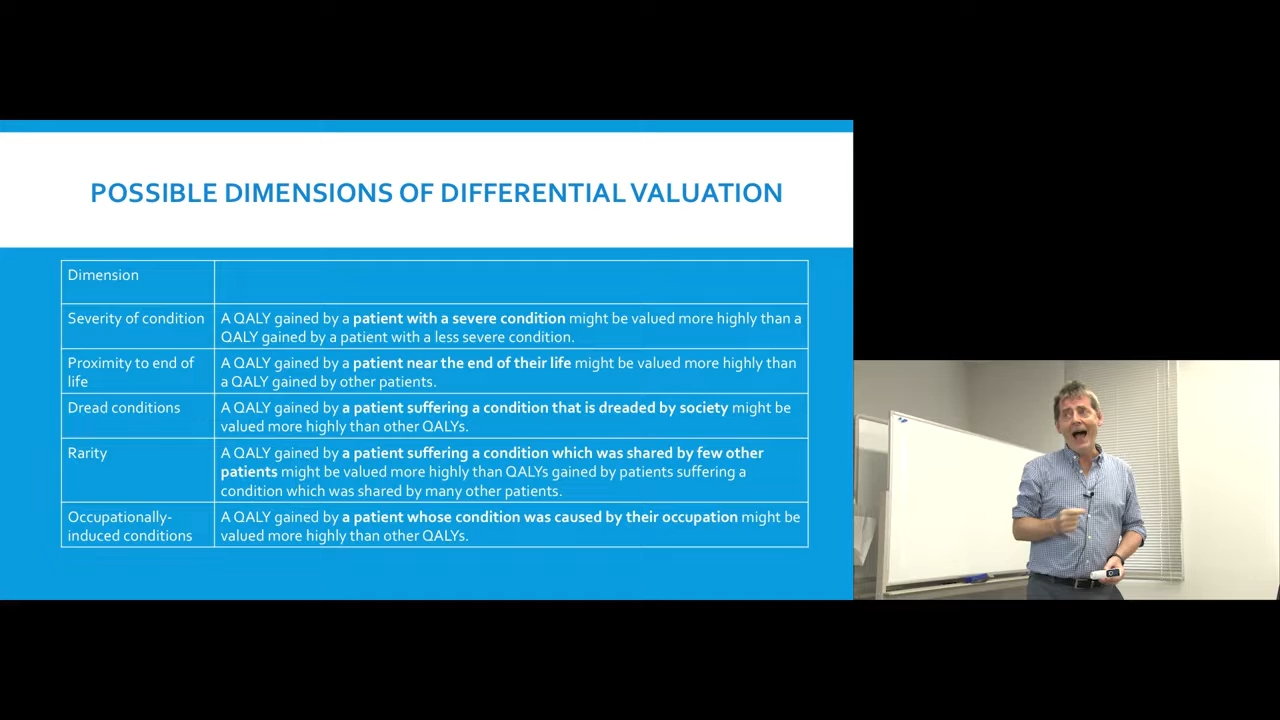 POSSIBLE DIMENSIONS OF DIFFERENTIAL VALUATION
Dimension
Severity of condition
A QALY gained by a patient with a severe condition might be valued more highly than a
QALY gained by a patient with a less severe condition.
Proximity to end of
life
A QALY gained by a patient near the end of their life might be valued more highly than
a QALY gained by other patients.
Dread conditions
A QALY gained by a patient suffering a condition that is dreaded by society might be
valued more highly than other QALYs.
Rarity
A QALY gained by a patient suffering a condition which was shared by few other
patients might be valued more highly than QALYs gained by patients suffering a
condition which was shared by many other patients.
Occupationally-
induced conditions
A QALY gained by a patient whose condition was caused by their occupation might be
valued more highly than other QALYs.